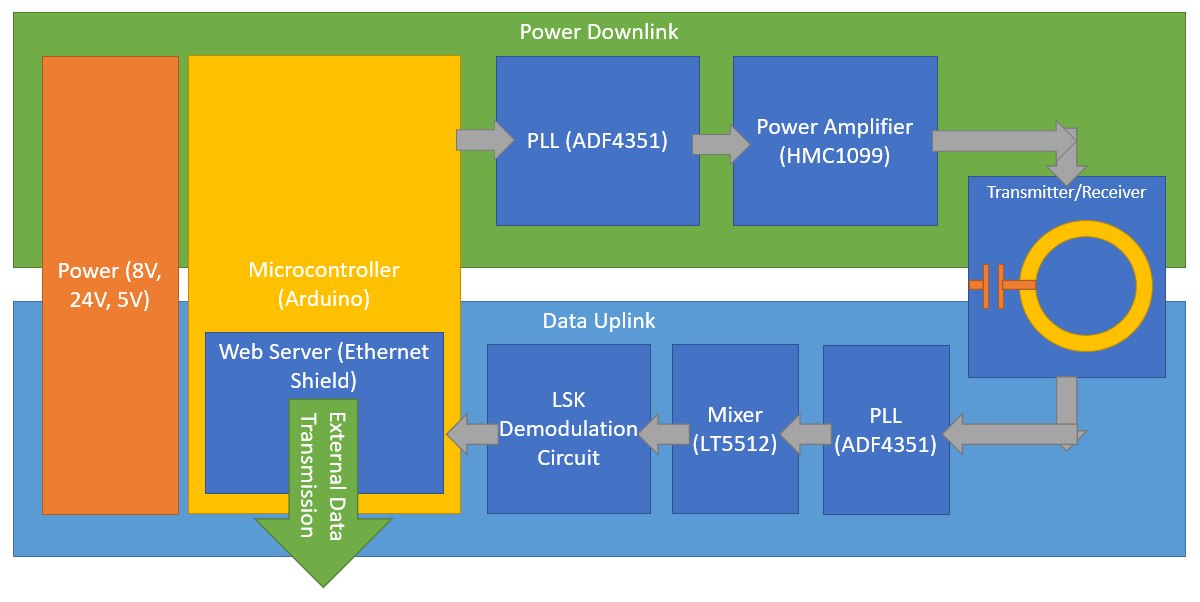 Power Downlink
Power (8V,
24V, 5V)
Microcontroller
(Arduino)
PLL (ADF4351)
Power Amplifier
(HMC1099)
Transmitter/Receiver
Data Uplink
Web Server (Ethernet
Shield)
External Data
Transmission
LSK
Demodulation
Circuit
Mixer
(LT5512)
PLL
(ADF4351)